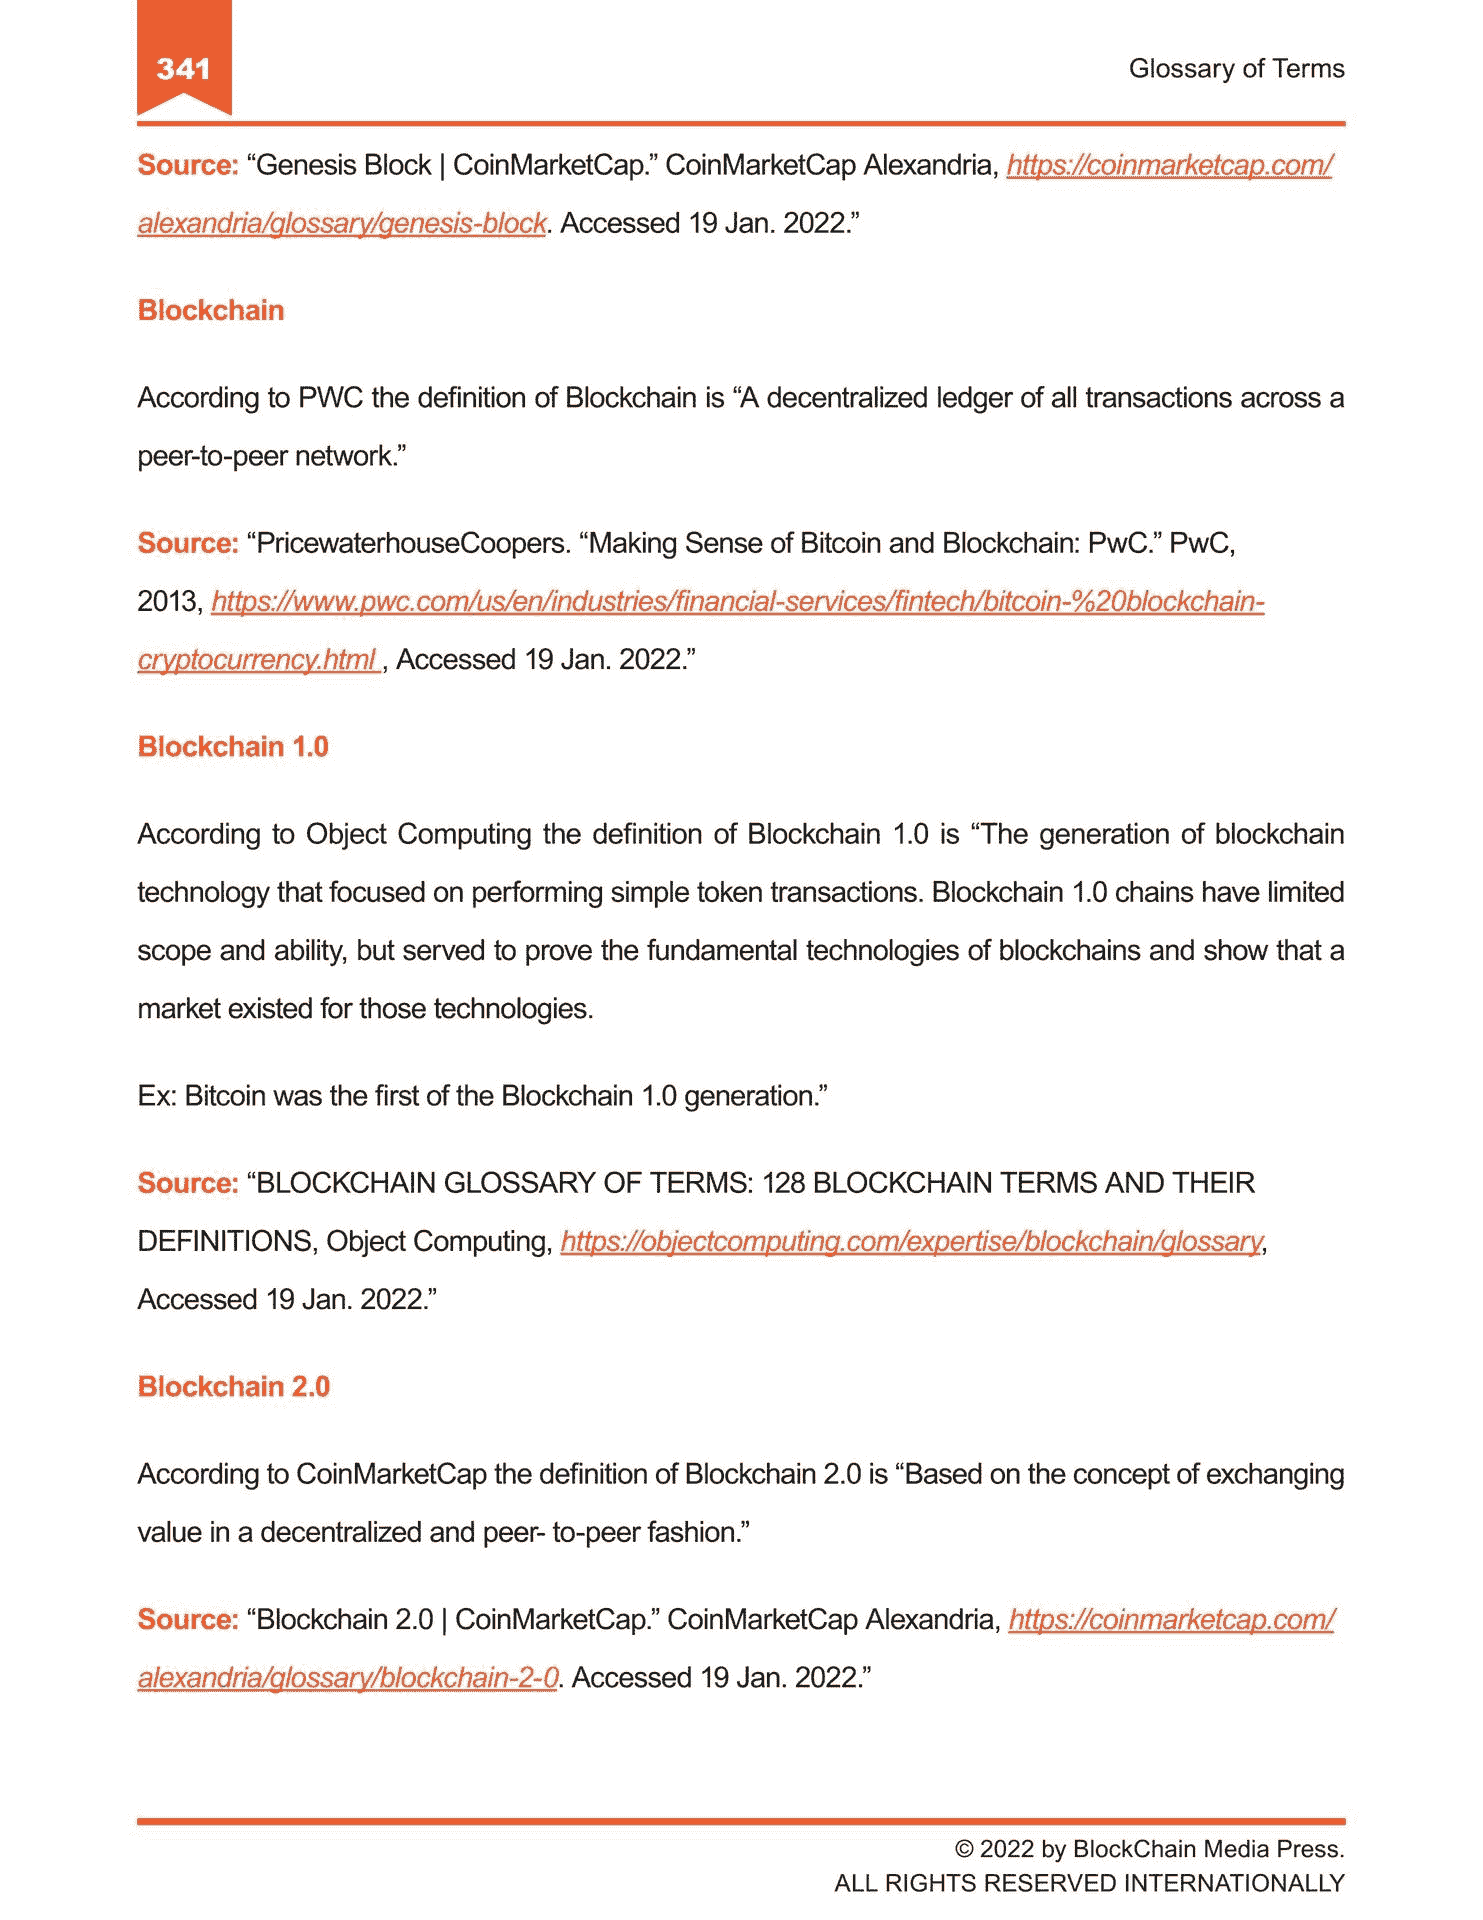 341
Glossary of Terms
Source: “Genesis Block | CoinMarketCap.” CoinMarketCap Alexandria, https://coinmarketcap.com/
alexandria/glossary/genesis-block. Accessed 19 Jan. 2022.”
Blockchain
According to PWC the definition of Blockchain is “A decentralized ledger of all transactions across a
peer-to-peer network.”
Source: “PricewaterhouseCoopers. “Making Sense of Bitcoin and Blockchain: PwC.” PwC,
2013, https://www.pwc.com/us/en/industries/financial-services/fintech/bitcoin-%20blockchain-
cryptocurrency.html , Accessed 19 Jan. 2022.”
Blockchain 1.0
According to Object Computing the definition of Blockchain 1.0 is “The generation of blockchain
technology that focused on performing simple token transactions. Blockchain 1.0 chains have limited
scope and ability, but served to prove the fundamental technologies of blockchains and show that a
market existed for those technologies.
Ex: Bitcoin was the first of the Blockchain 1.0 generation.”
Source: “BLOCKCHAIN GLOSSARY OF TERMS: 128 BLOCKCHAIN TERMS AND THEIR
DEFINITIONS, Object Computing, https://objectcomputing.com/expertise/blockchain/glossary,
Accessed 19 Jan. 2022.”
Blockchain 2.0
According to CoinMarketCap the definition of Blockchain 2.0 is “Based on the concept of exchanging
value in a decentralized and peer- to-peer fashion.”
Source: “Blockchain 2.0 | CoinMarketCap.” CoinMarketCap Alexandria, https://coinmarketcap.com/
alexandria/glossary/blockchain-2-0. Accessed 19 Jan. 2022.”
© 2022 by BlockChain Media Press.
ALL RIGHTS RESERVED INTERNATIONALLY